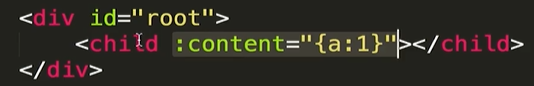 <div id="root">
<child :content="{a:1}"></child>
</div>